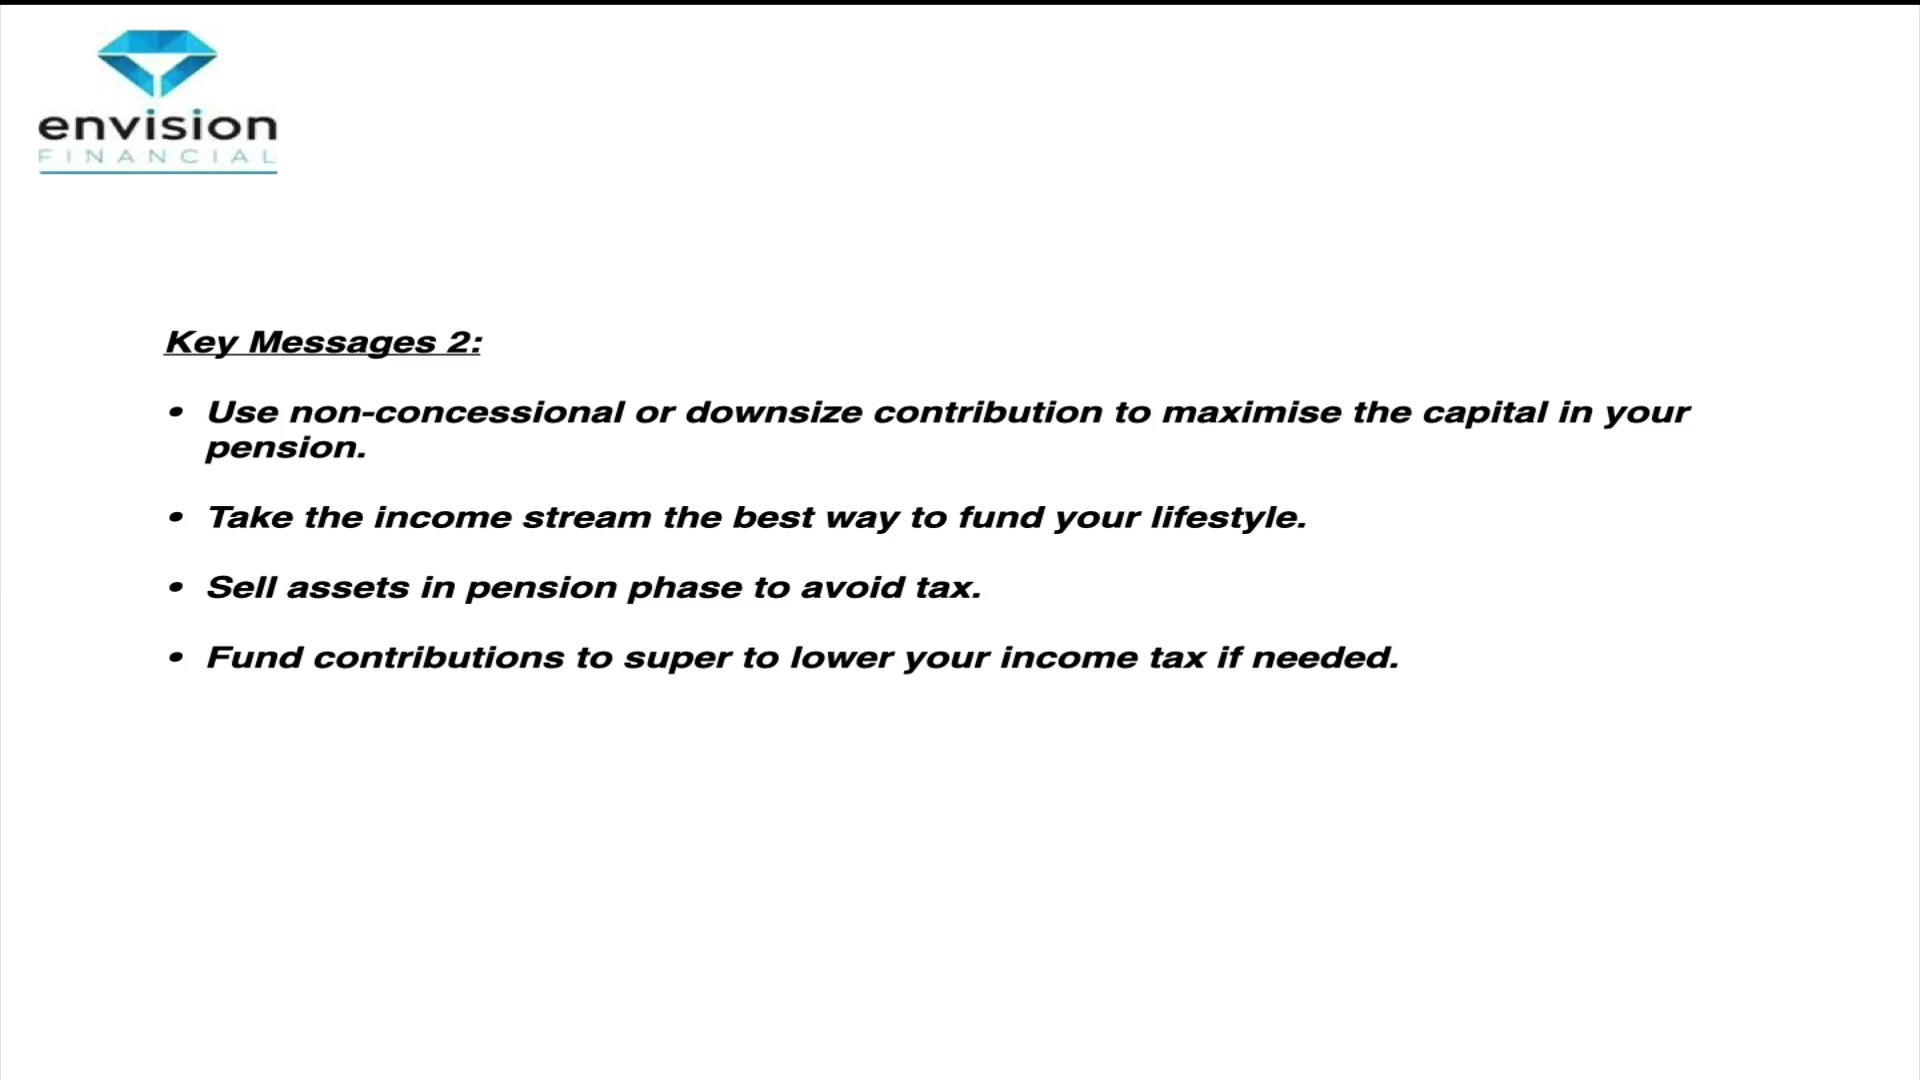 envision
FINANCIAL
Key Messages 2:
• Use non-concessional or downsize contribution to maximise the capital in your
pension.
• Take the income stream the best way to fund your lifestyle.
• Sell assets in pension phase to avoid tax.
• Fund contributions to super to lower your income tax if needed.